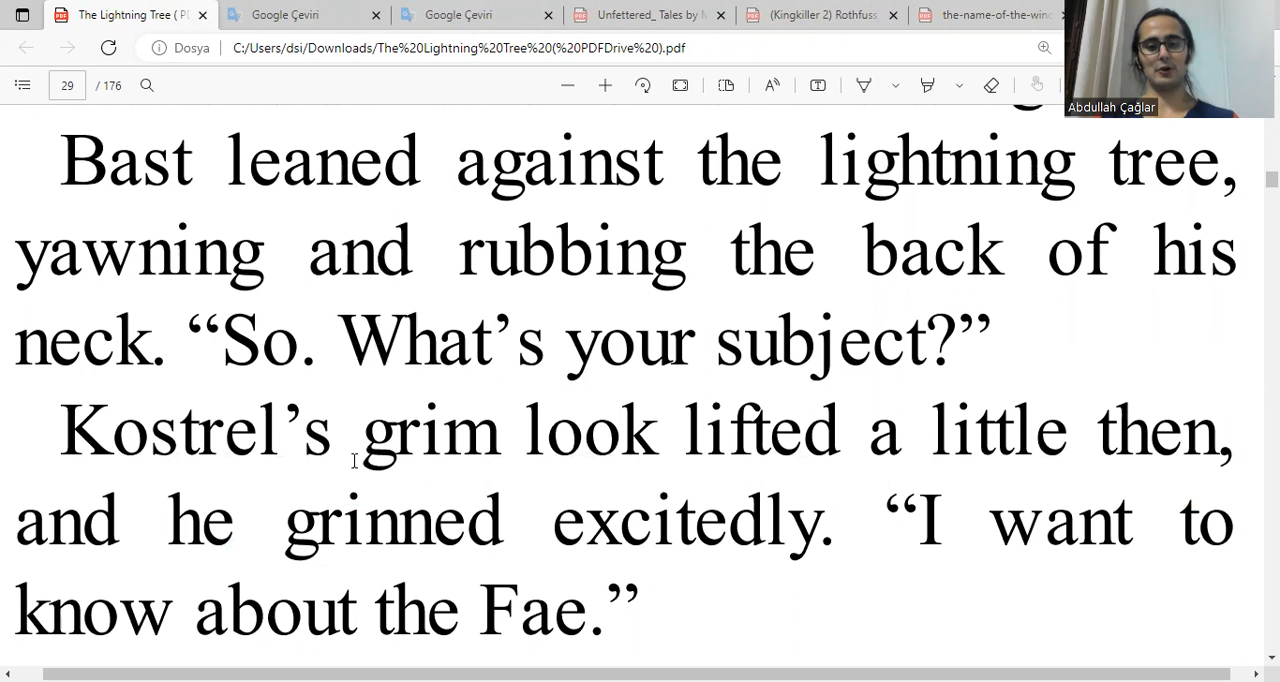 The Lightning Tree ( P
Google Çeviri
Google Çeviri
Unfettered_ Tales by M
(Kingkiller 2) Rothfuss
the-name-of-the-wind
Dosya
C:/Users/dsi/Downloads/The%20Lightning%20Tree%20(%20PDFDrive%20).pdf
29 / 176
Abdullah Çağlar
Bast leaned against the lightning tree,
yawning and rubbing the back of his
neck. “So. What’s your subject?”
Kostrel’s grim look lifted a little then,
and he grinned excitedly. “I want to
know about the Fae.”